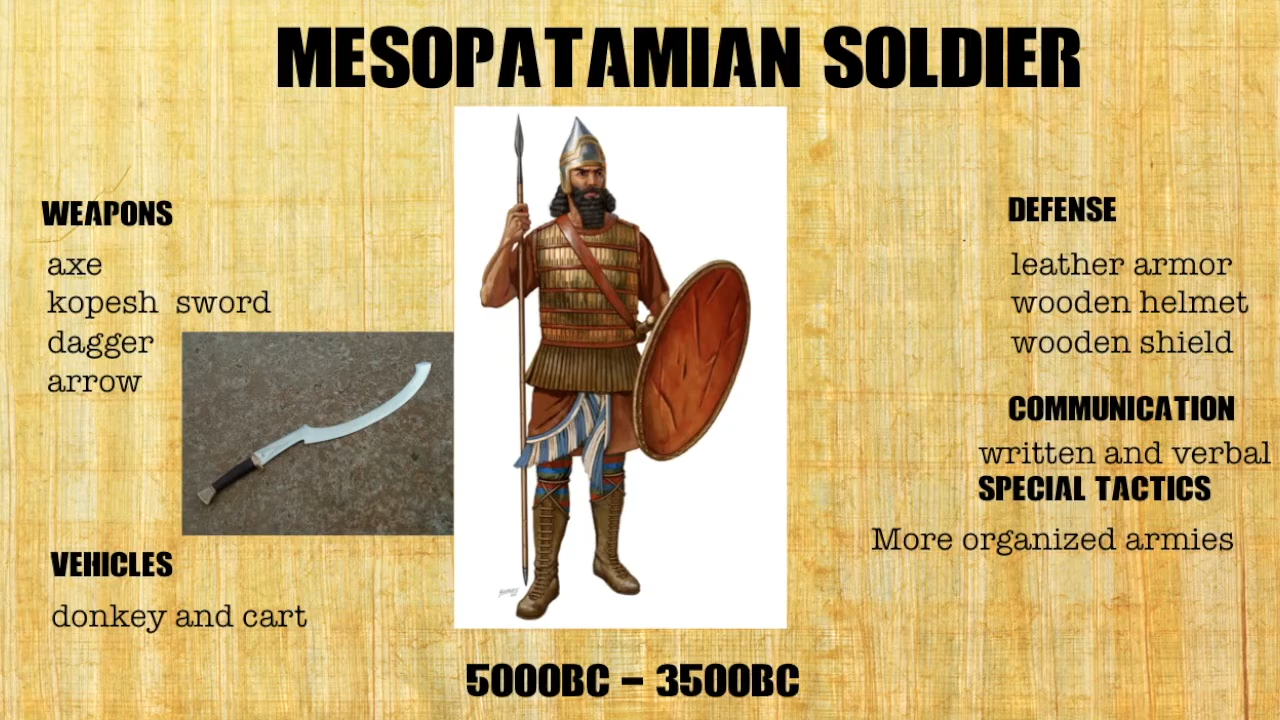 MESOPATAMIAN SOLDIER
WEAPONS
axe
kopesh sword
dagger
arrow
VEHICLES
donkey and cart
DEFENSE
leather armor
wooden helmet
wooden shield
COMMUNICATION
written and verbal
SPECIAL TACTICS
More organized armies
5000BC - 3500BC